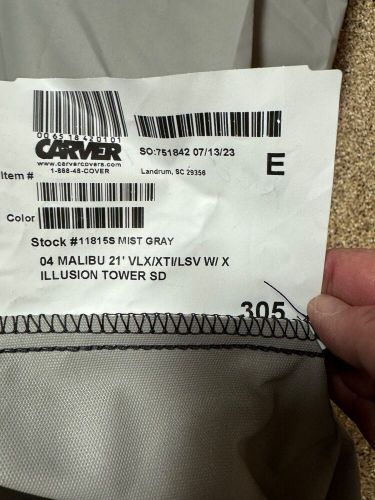 006518420101
CARVER
www.carvercovers.com
1-888-48-COVER
SO:751842 07/13/23
Landrum, SC 29356
E
Item #
Color
Stock #11815S MIST GRAY
04 MALIBU 21' VLX/XTI/LSV W/ X
ILLUSION TOWER SD
305